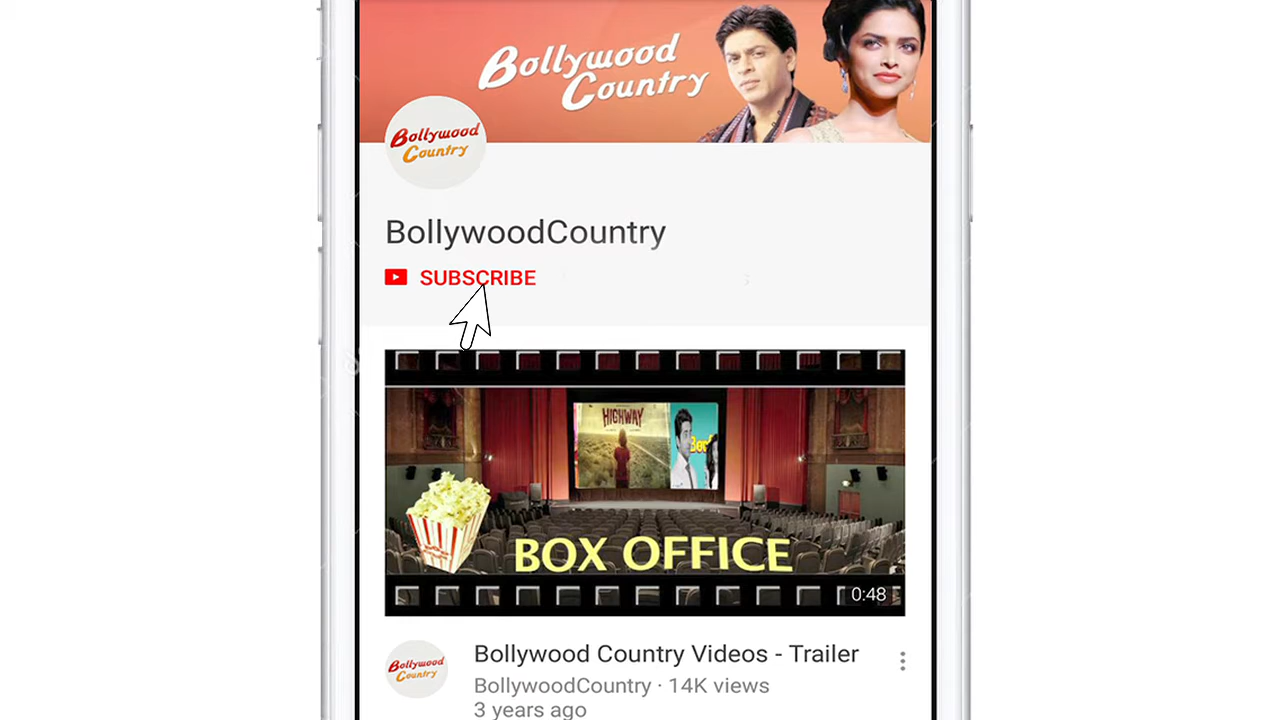 Bollywood
Country
Bollywood
Country
BollywoodCountry
SUBSCRIBE
HIGHWAY
BOX OFFICE
0:48
Bollywood Country Videos - Trailer
Bollywood
Country
BollywoodCountry · 14K views
3 years ago